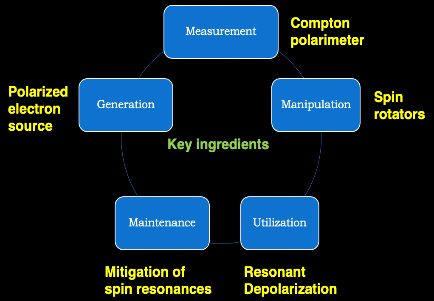 Measurement
Compton
polarimeter
Polarized
electron
source
Generation
Manipulation
Spin
rotators
Key ingredients
Maintenance
Utilization
Mitigation of
spin resonances
Resonant
Depolarization